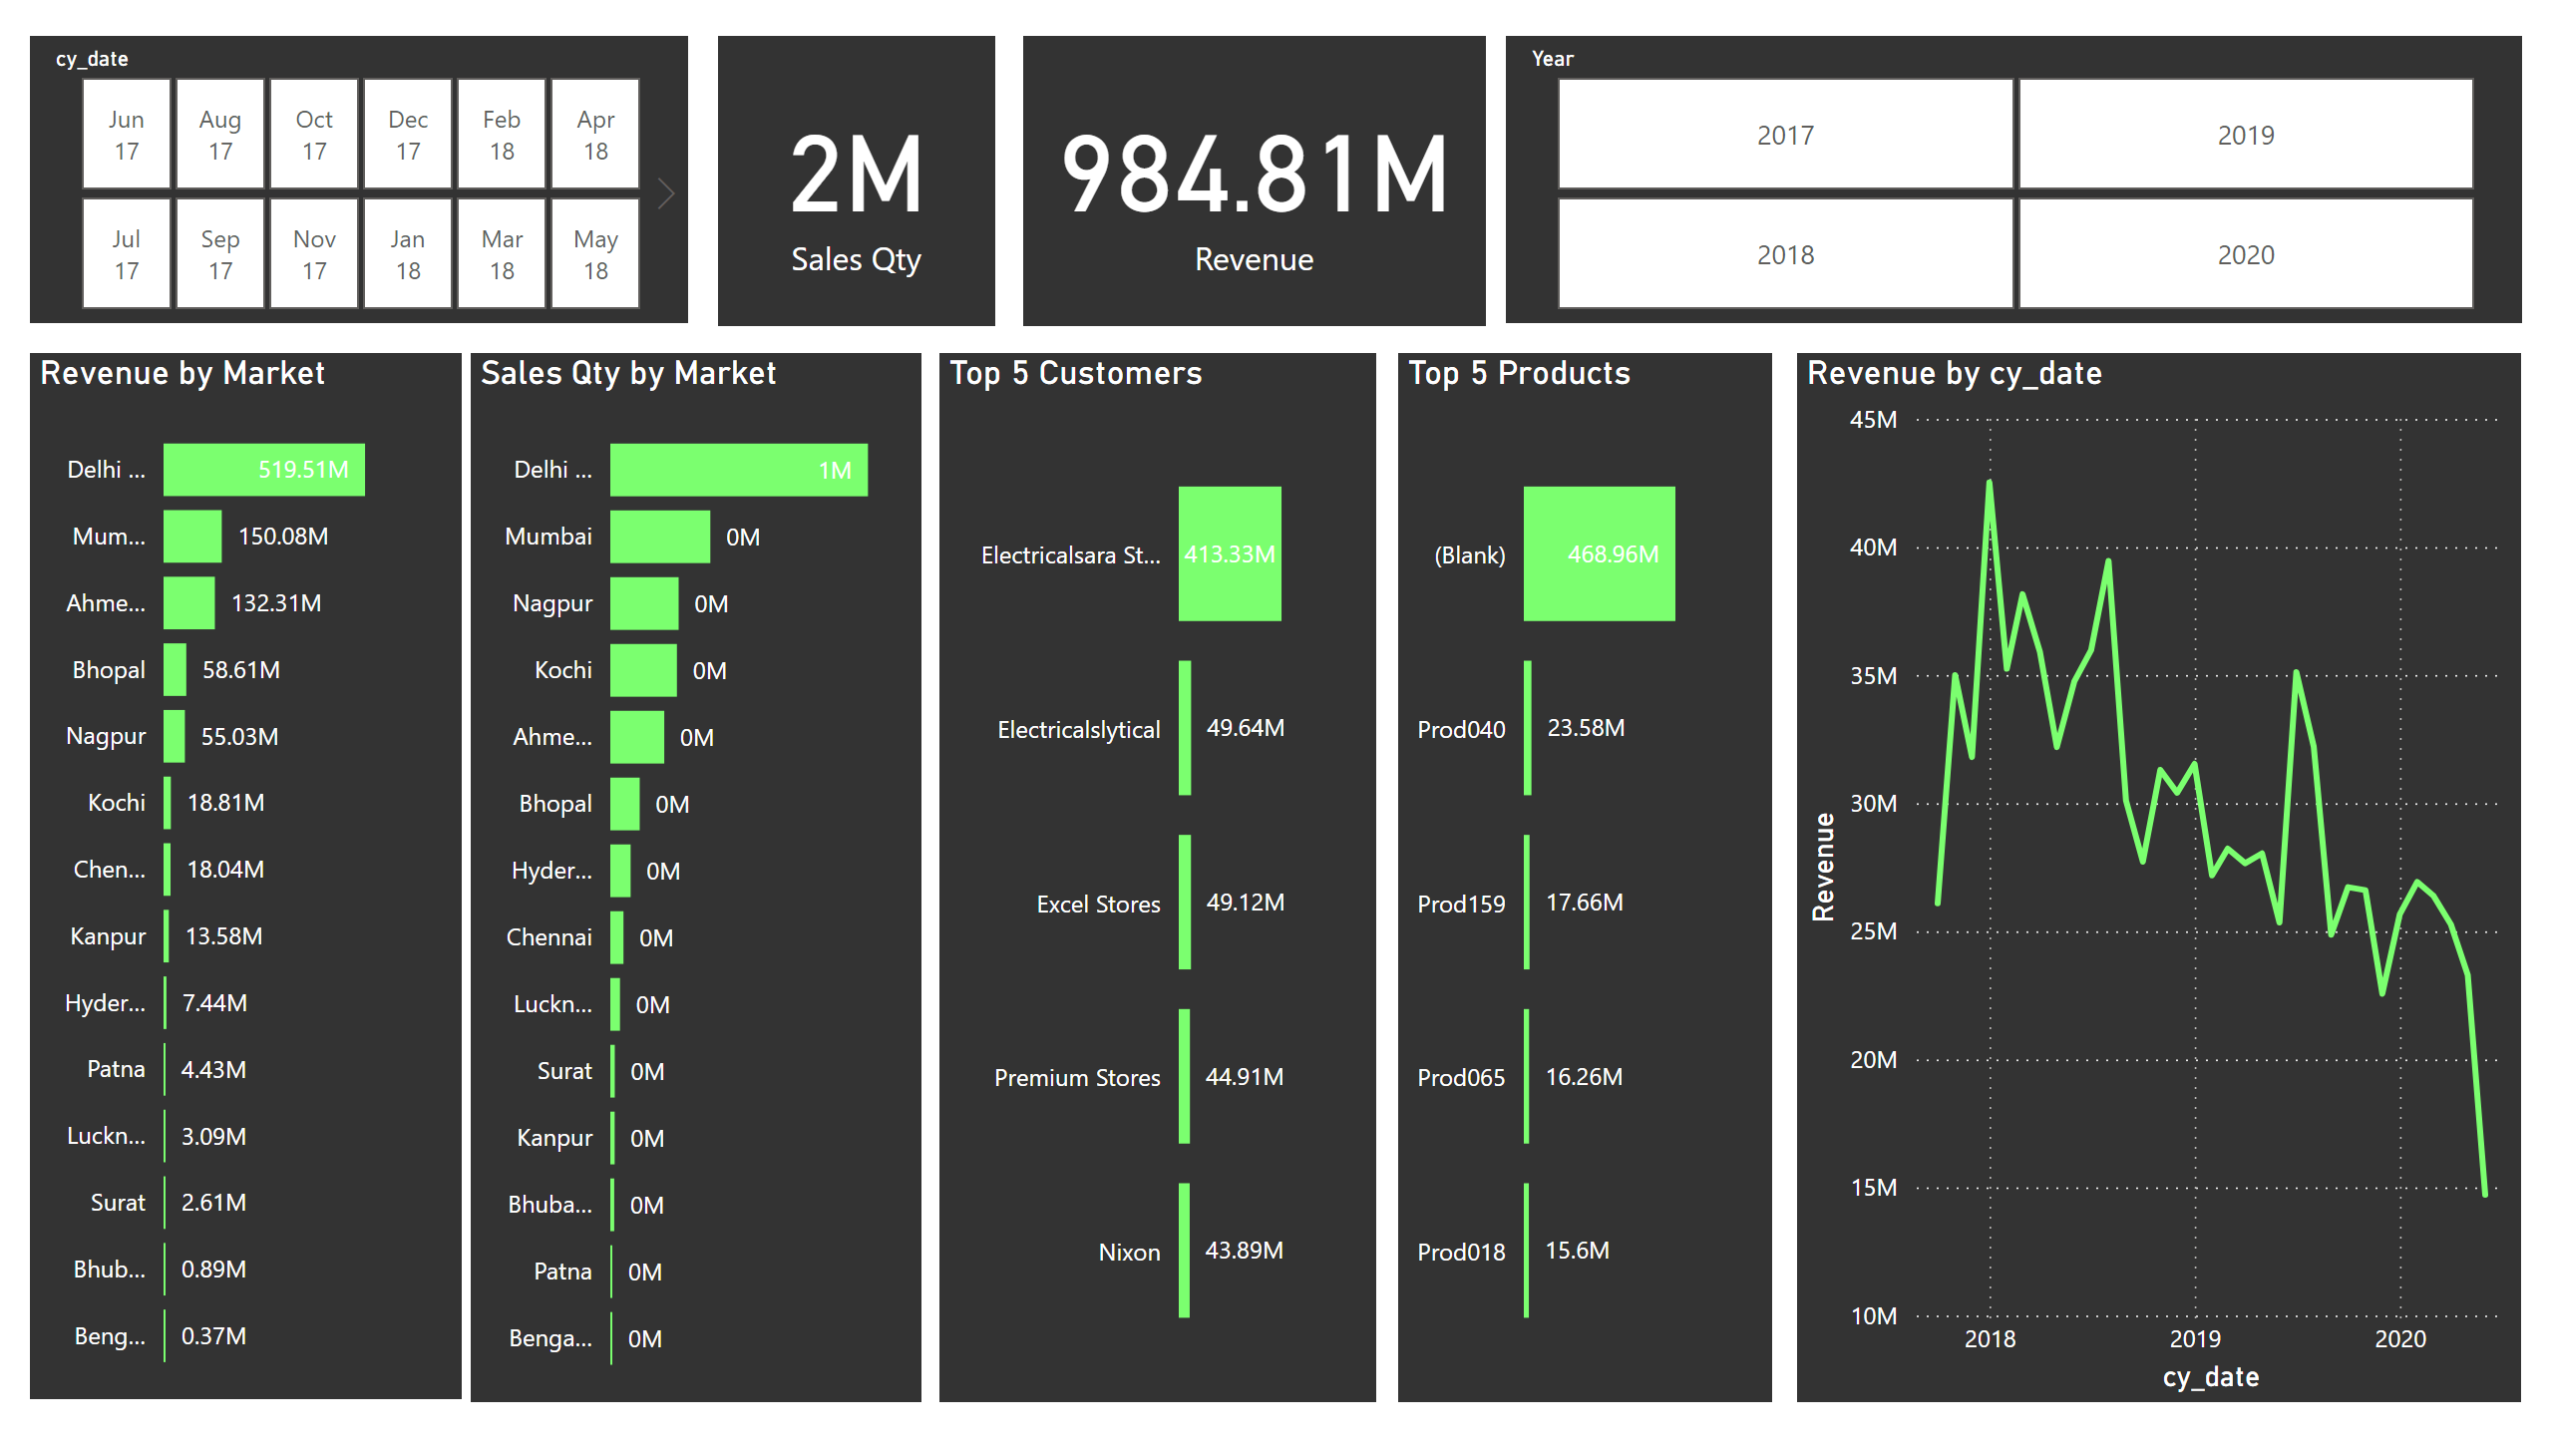 cy_date
Jun
17
Aug
17
Oct
17
Dec
17
Feb
18
Apr
18
Jul
17
Sep
17
Nov
17
Jan
18
Mar
18
May
18
2M
Sales Qty
984.81M
Revenue
Year
2017
2019
2018
2020
Revenue by Market
Delhi ... 519.51M
Mum... 150.08M
Ahme... 132.31M
Bhopal 58.61M
Nagpur 55.03M
Kochi 18.81M
Chen... 18.04M
Kanpur 13.58M
Hyder... 7.44M
Patna 4.43M
Luckn... 3.09M
Surat 2.61M
Bhub... 0.89M
Beng... 0.37M
Sales Qty by Market
Delhi ... 1M
Mumbai 0M
Nagpur 0M
Kochi 0M
Ahme... 0M
Bhopal 0M
Hyder... 0M
Chennai 0M
Luckn... 0M
Surat 0M
Kanpur 0M
Bhuba... 0M
Patna 0M
Benga... 0M
Top 5 Customers
Electricalsara St... 413.33M
Electricalslytical 49.64M
Excel Stores 49.12M
Premium Stores 44.91M
Nixon 43.89M
Top 5 Products
(Blank) 468.96M
Prod040 23.58M
Prod159 17.66M
Prod065 16.26M
Prod018 15.6M
Revenue by cy_date
45M
40M
35M
30M
25M
20M
15M
10M
Revenue
2018 2019 2020
cy_date